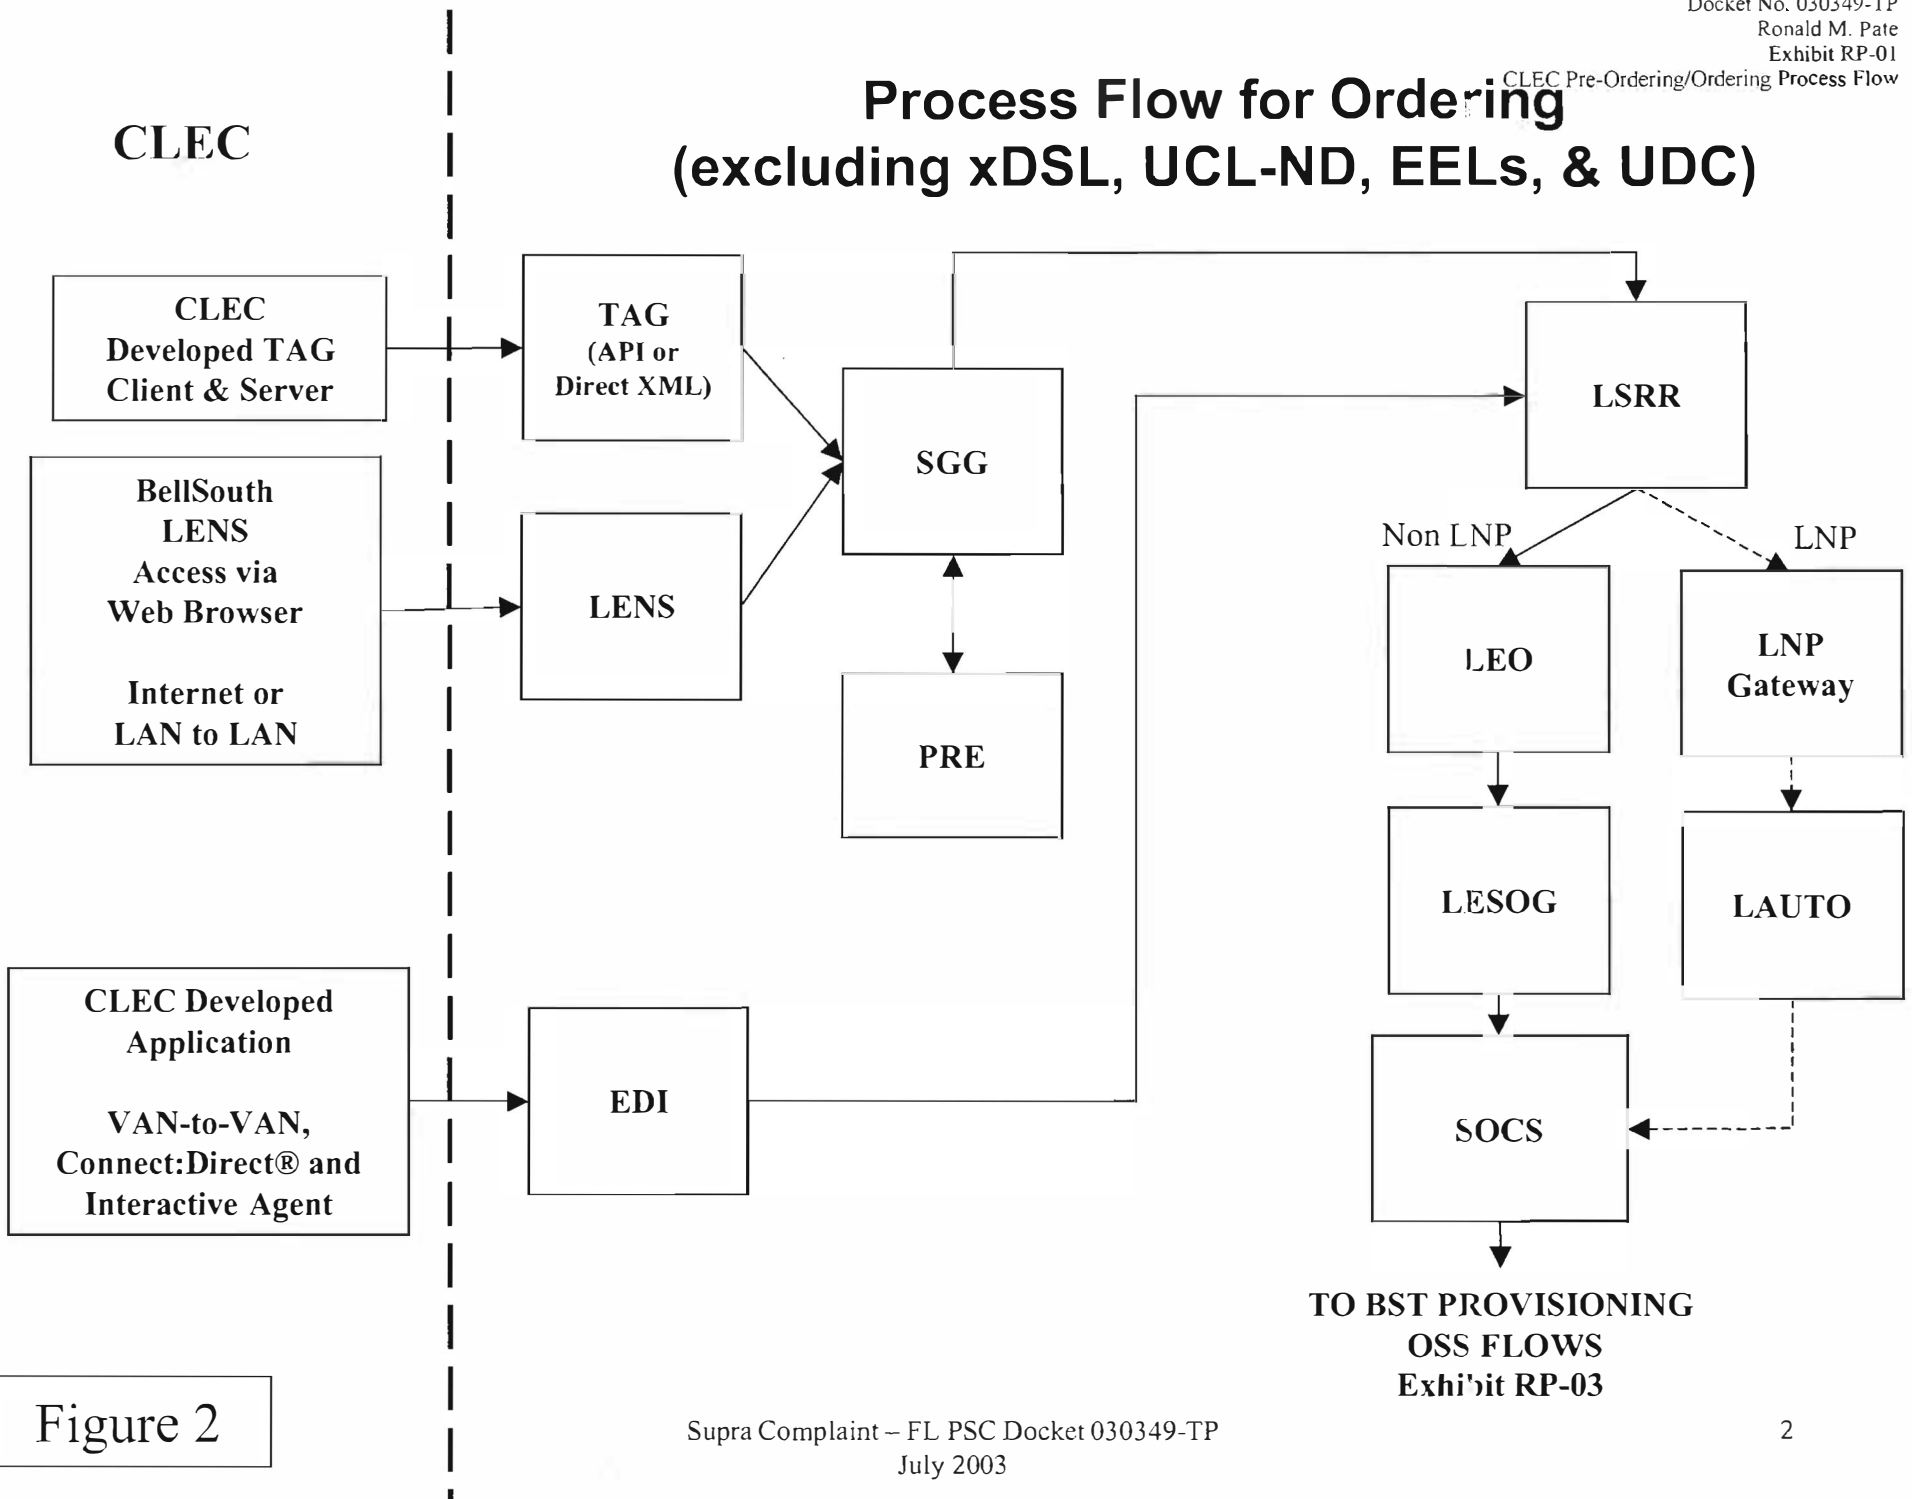 Docket No. 030349-TP
Ronald M. Pate
Exhibit RP-01
CLEC Pre-Ordering/Ordering Process Flow
Process Flow for Ordering
(excluding xDSL, UCL-ND, EELs, & UDC)
CLEC
CLEC
Developed TAG
Client & Server
TAG
(API or
Direct XML)
SGG
LSRR
BellSouth
LENS
Access via
Web Browser
Internet or
LAN to LAN
LENS
PRE
Non LNP
LNP
LEO
LNP
Gateway
LESOG
LAUTO
CLEC Developed
Application
VAN-to-VAN,
Connect:Direct® and
Interactive Agent
EDI
SOCS
TO BST PROVISIONING
OSS FLOWS
Exhibit RP-03
Figure 2
Supra Complaint – FL PSC Docket 030349-TP
July 2003
2